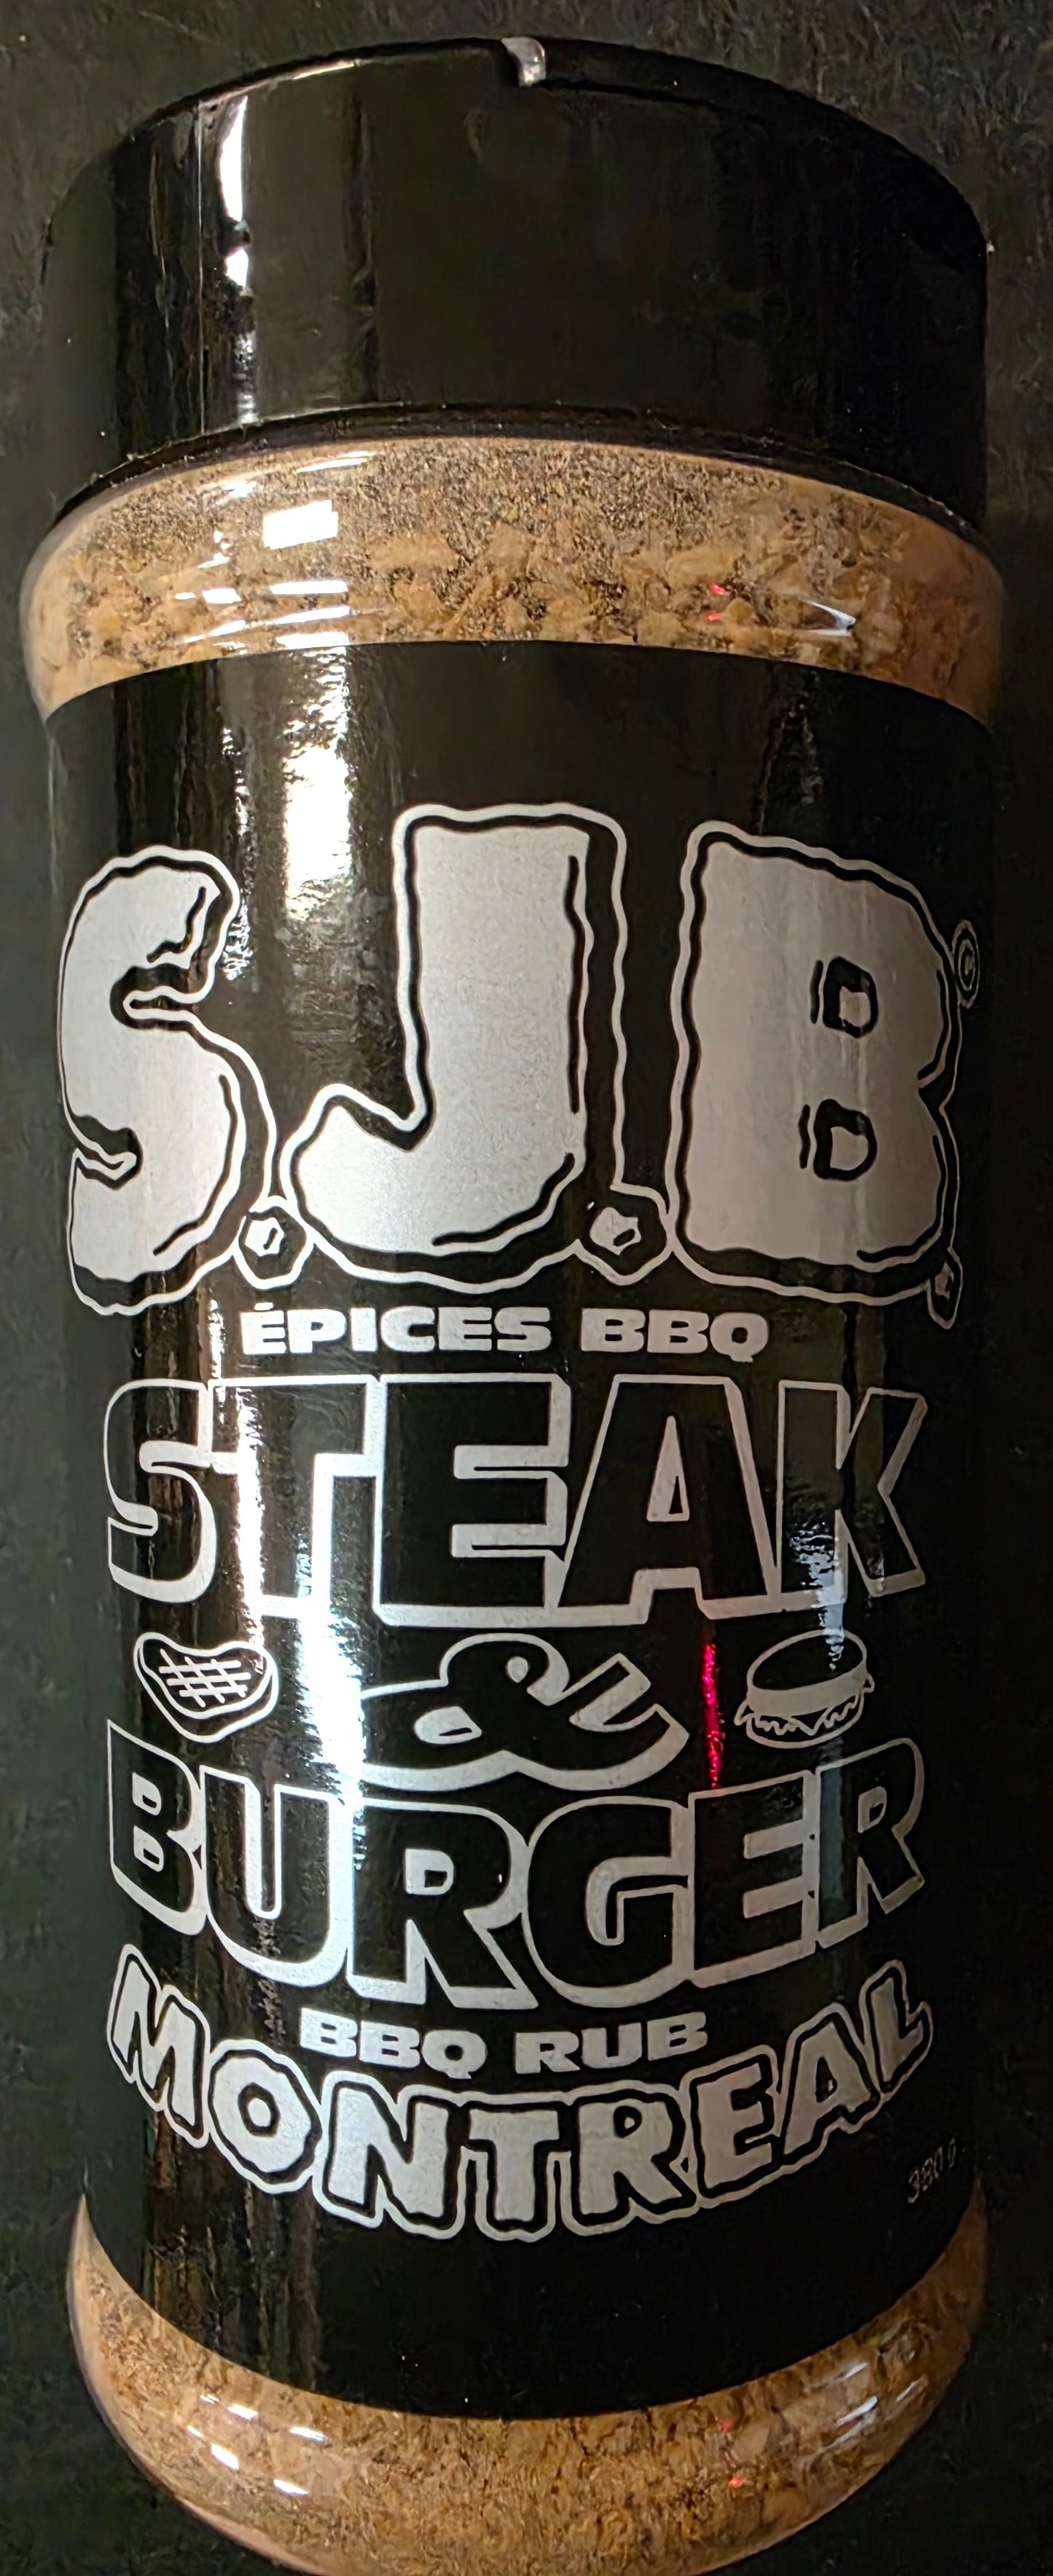 S.J.B.
ÉPICES BBQ
STEAK
&
BURGER
BBQ RUB
MONTREAL